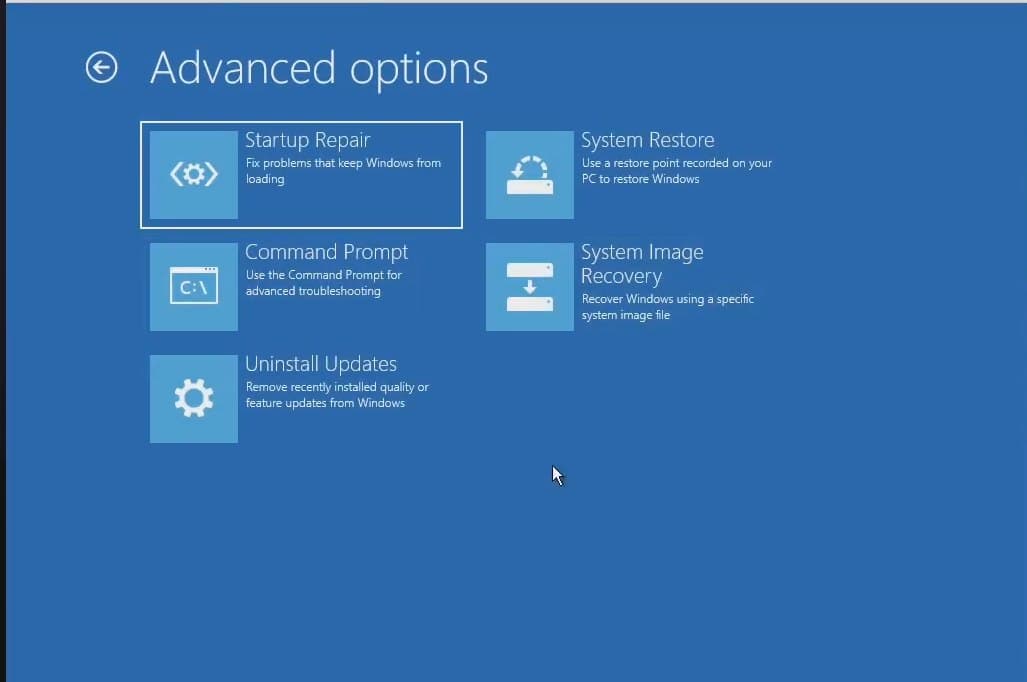 Advanced options
Startup Repair
Fix problems that keep Windows from
loading
System Restore
Use a restore point recorded on your
PC to restore Windows
Command Prompt
Use the Command Prompt for
advanced troubleshooting
C:\
System Image
Recovery
Recover Windows using a specific
system image file
Uninstall Updates
Remove recently installed quality or
feature updates from Windows